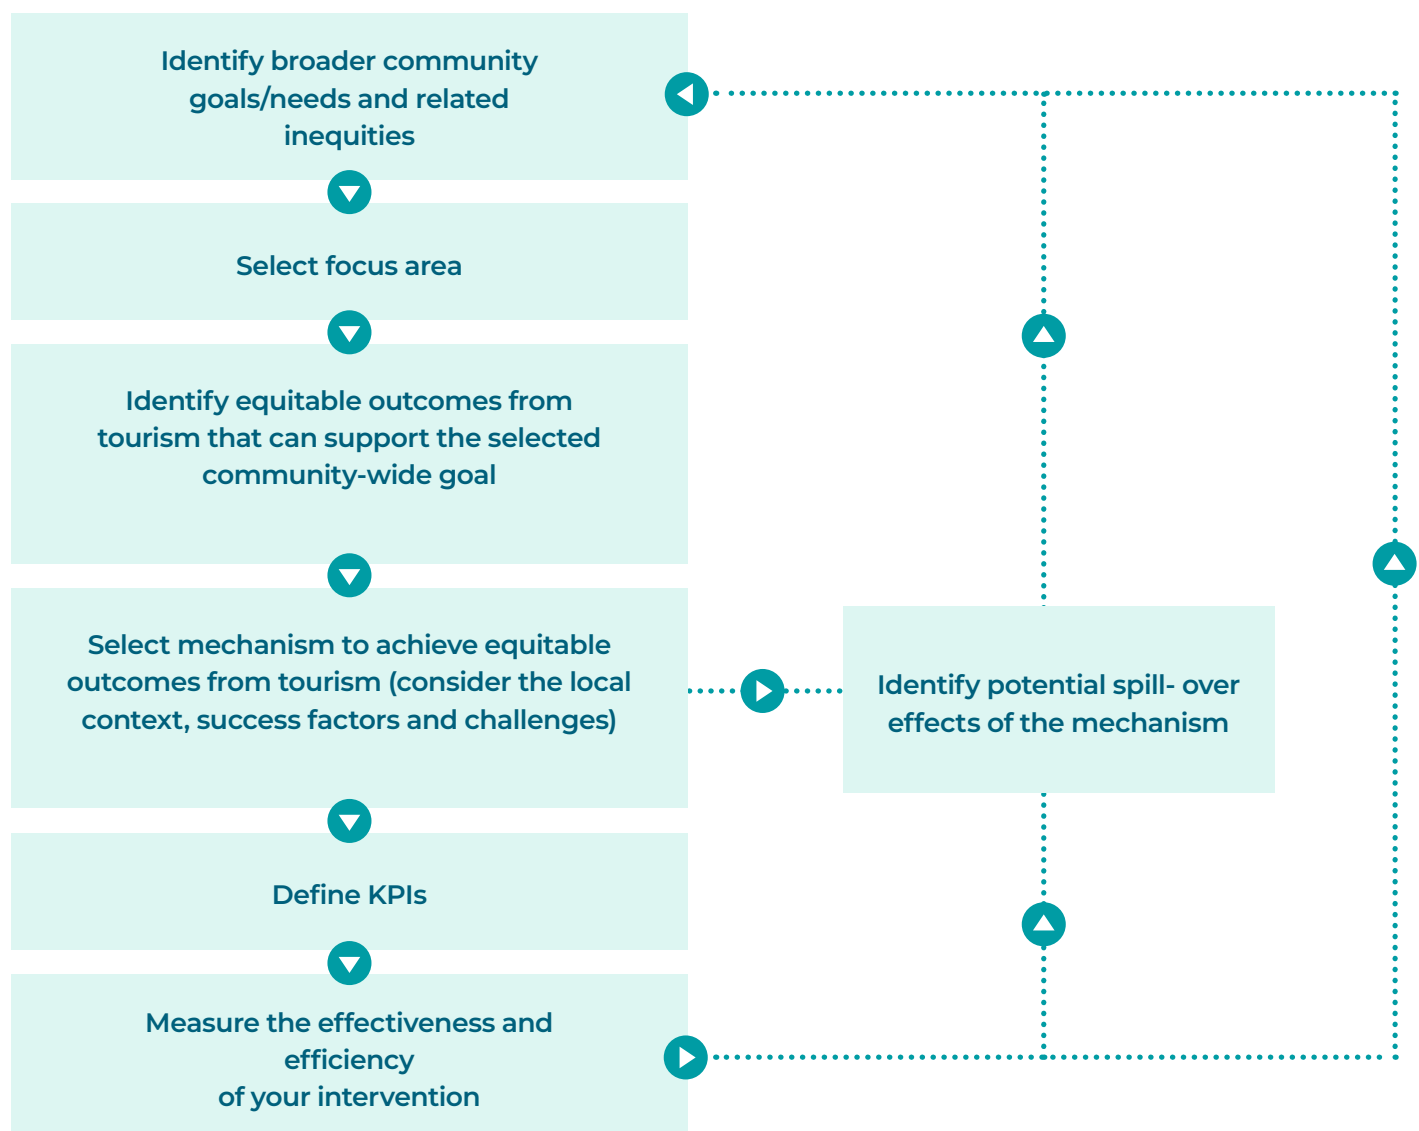 Identify broader community
goals/needs and related
inequities
Select focus area
Identify equitable outcomes from
tourism that can support the selected
community-wide goal
Select mechanism to achieve equitable
outcomes from tourism (consider the local
context, success factors and challenges)
Identify potential spill- over
effects of the mechanism
Define KPIs
Measure the effectiveness and
efficiency
of your intervention